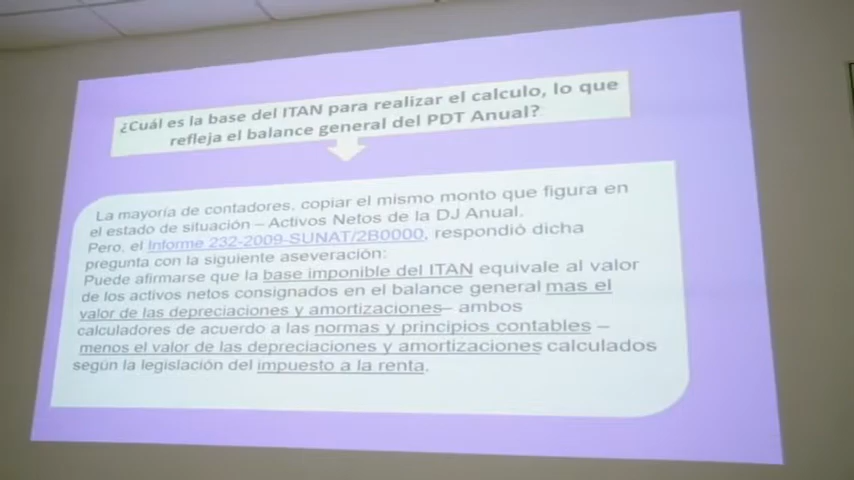 ¿Cuál es la base del ITAN para realizar el calculo, lo que
refleja el balance general del PDT Anual?
La mayoría de contadores, copiar el mismo monto que figura en
el estado de situación – Activos Netos de la DJ Anual.
Pero, el Informe 232-2009-SUNAT/2B0000, respondió dicha
pregunta con la siguiente aseveración:
Puede afirmarse que la base imponible del ITAN equivale al valor
de los activos netos consignados en el balance general mas el
valor de las depreciaciones y amortizaciones– ambos
calculadores de acuerdo a las normas y principios contables –
menos el valor de las depreciaciones y amortizaciones calculados
según la legislación del impuesto a la renta.